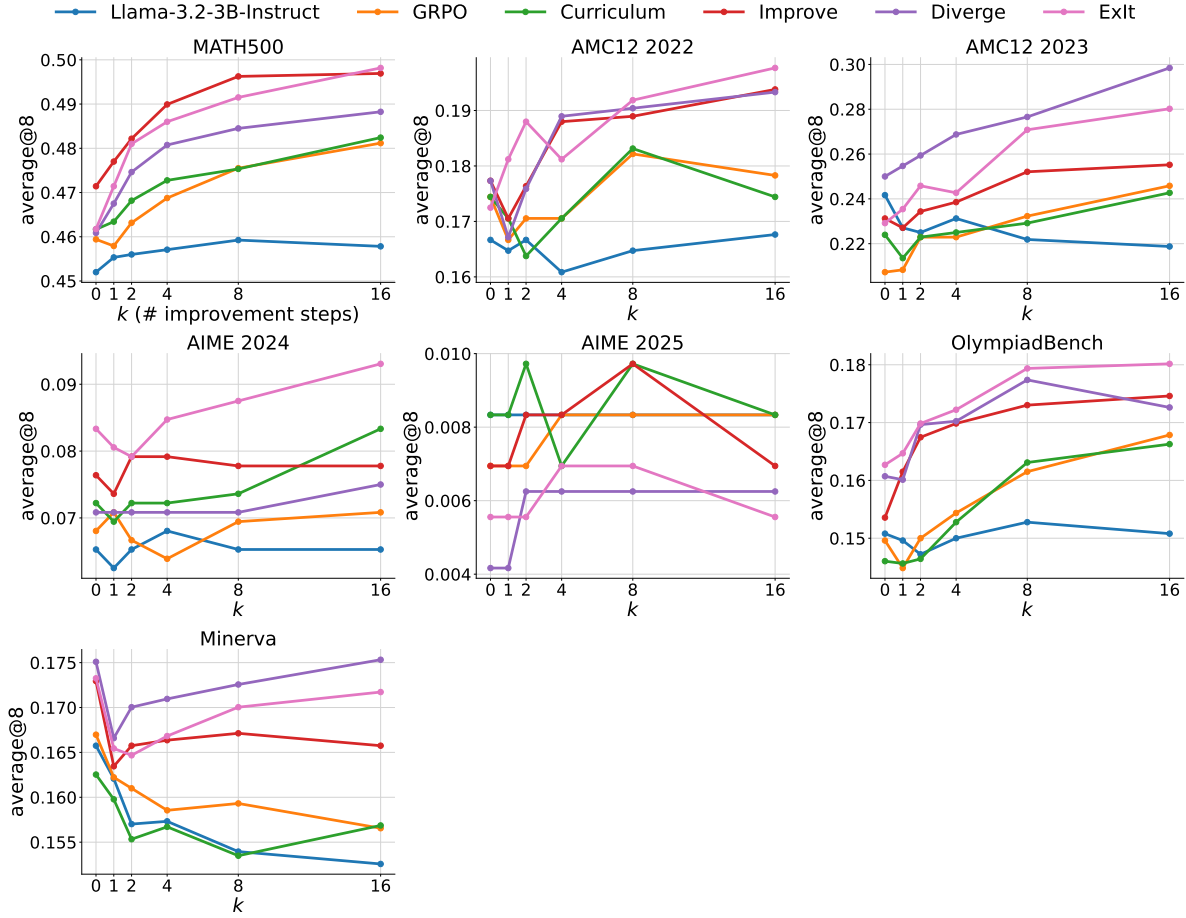 Llama-3.2-3B-Instruct GRPO Curriculum Improve Diverge ExIt
MATH500 AMC12 2022 AMC12 2023
average@8 average@8 average@8
0.50 0.49 0.48 0.47 0.46 0.45
0.19 0.18 0.17 0.16
0.30 0.28 0.26 0.24 0.22
0 1 2 4 8 16 0 1 2 4 8 16 0 1 2 4 8 16
k (# improvement steps) k k
AIME 2024 AIME 2025 OlympiadBench
average@8 average@8 average@8
0.09 0.08 0.07
0.010 0.008 0.006 0.004
0.18 0.17 0.16 0.15
0 1 2 4 8 16 0 1 2 4 8 16 0 1 2 4 8 16
k k k
Minerva
average@8
0.175 0.170 0.165 0.160 0.155
0 1 2 4 8 16
k